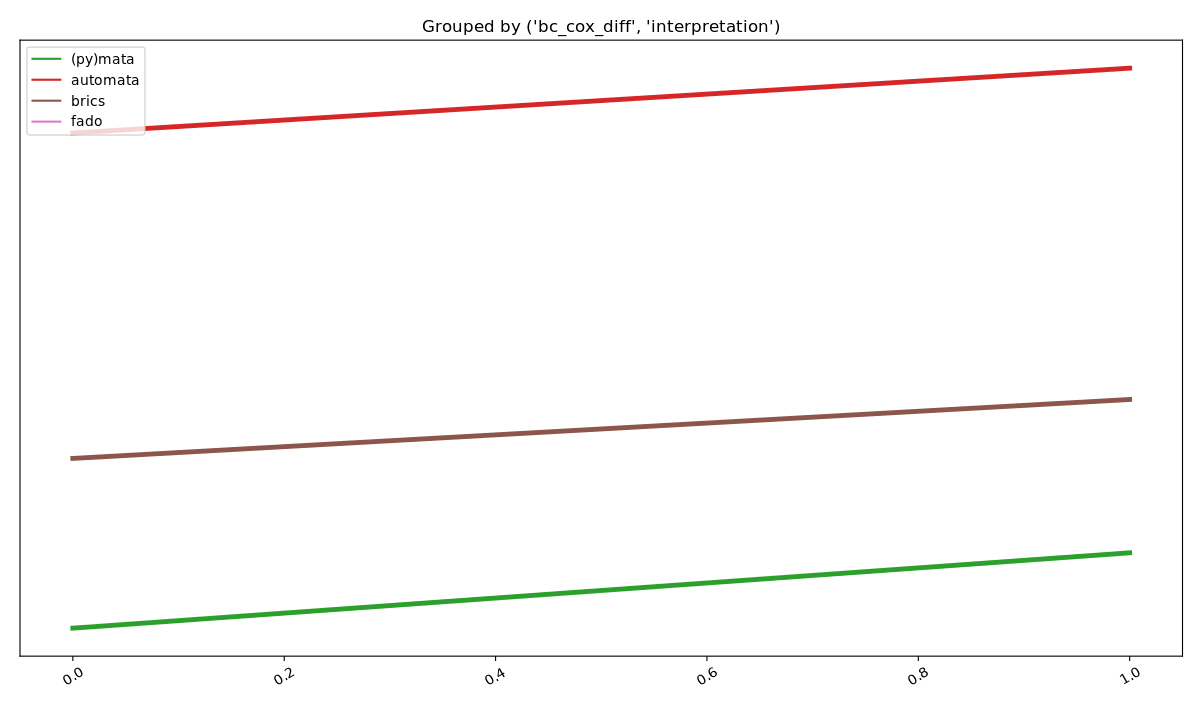 Grouped by ('bc_cox_diff', 'interpretation')
(py)mata
automata
brics
fado
0.0 0.2 0.4 0.6 0.8 1.0